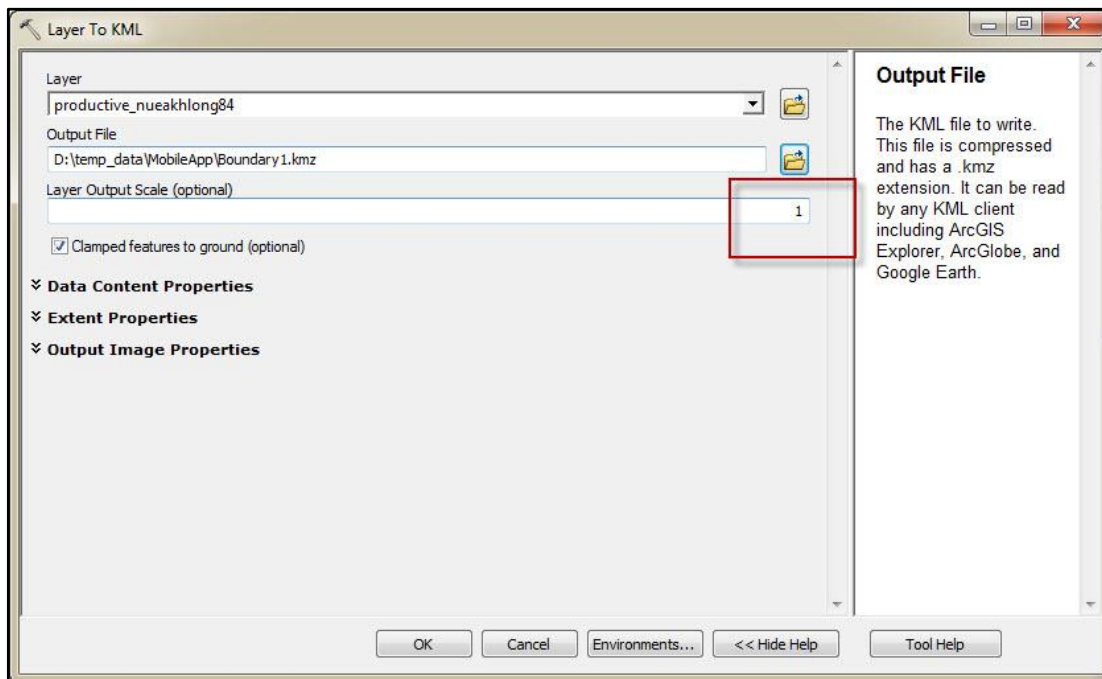 Layer To KML
Layer
productive_nueakhlong84
Output File
D:\temp_data\MobileApp\Boundary1.kmz
Layer Output Scale (optional)
1
Clamped features to ground (optional)
Data Content Properties
Extent Properties
Output Image Properties
OK
Cancel
Environments...
<< Hide Help
Output File
The KML file to write.
This file is compressed
and has a .kmz
extension. It can be read
by any KML client
including ArcGIS
Explorer, ArcGlobe, and
Google Earth.
Tool Help